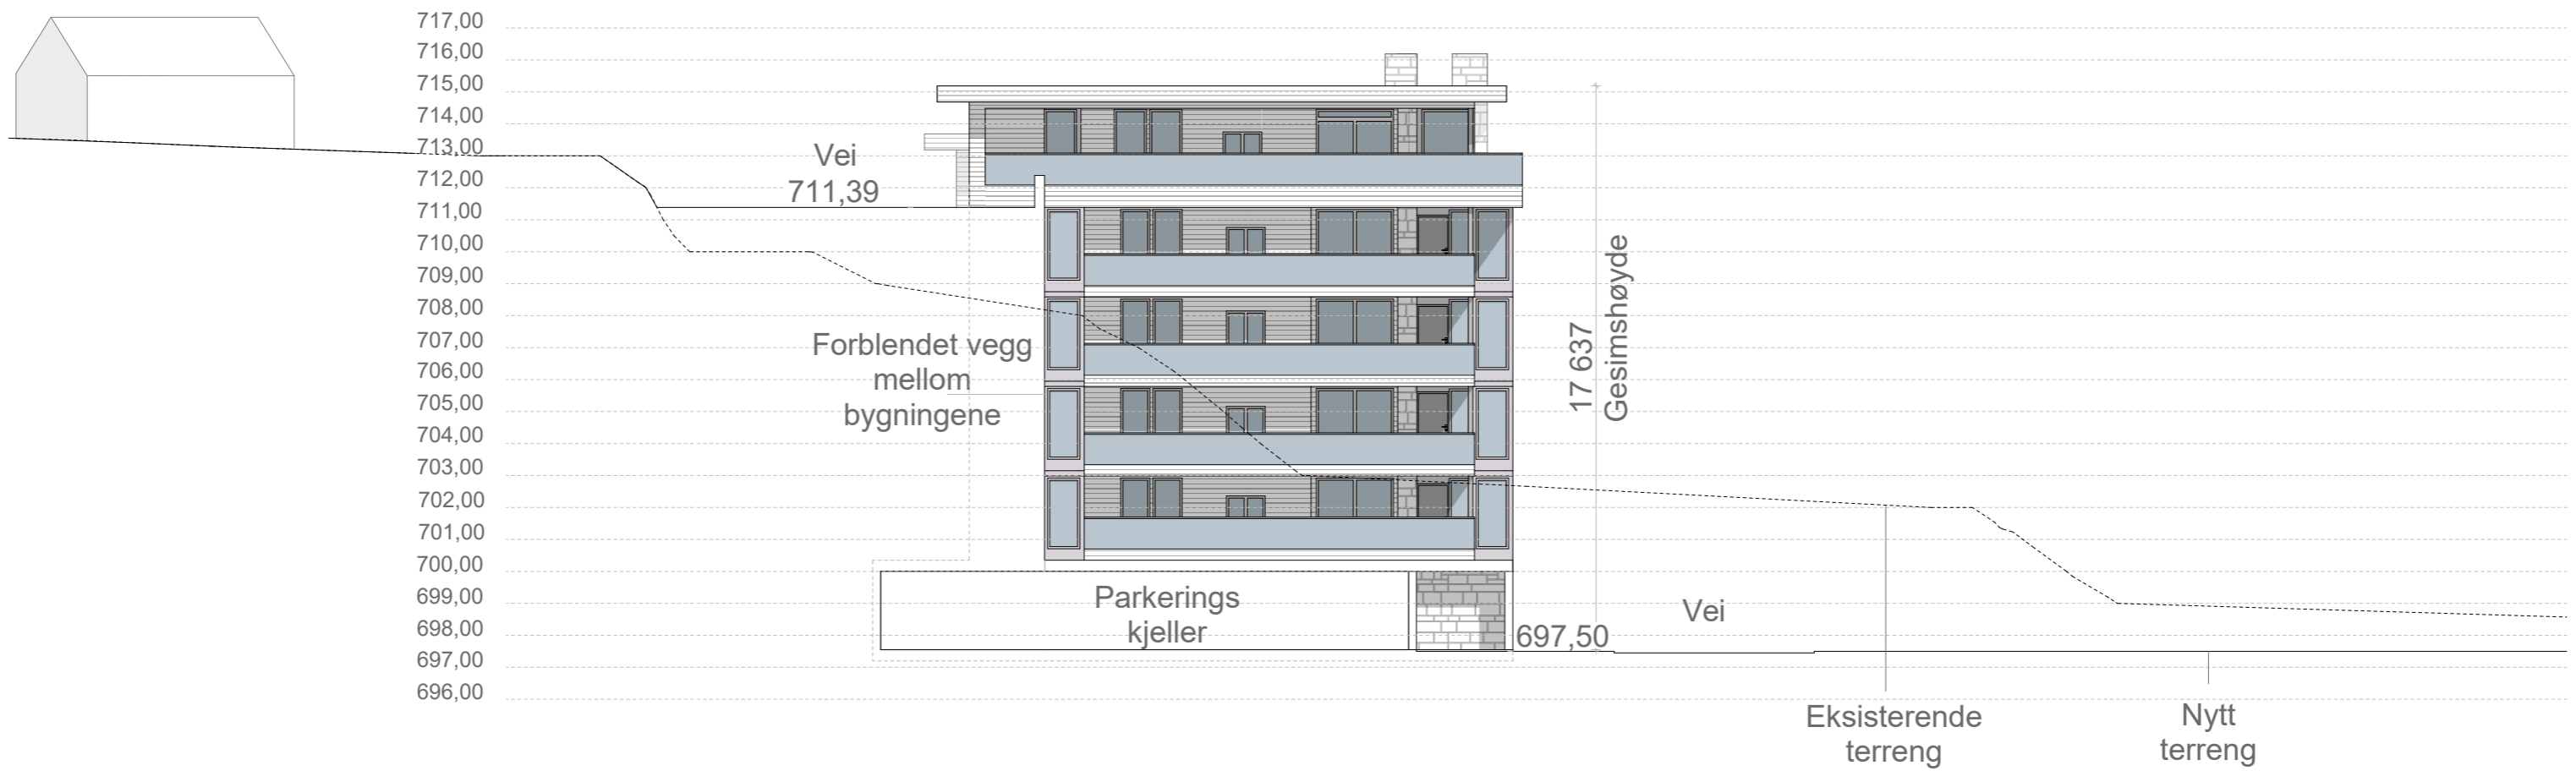 717,00
716,00
715,00
714,00
713,00
712,00
711,00
710,00
709,00
708,00
707,00
706,00
705,00
704,00
703,00
702,00
701,00
700,00
699,00
698,00
697,00
696,00
Vei
711,39
Forblendet vegg
mellom
bygningene
17 637
Gesimshøyde
Parkerings
kjeller
697,50
Vei
Eksisterende
terreng
Nytt
terreng